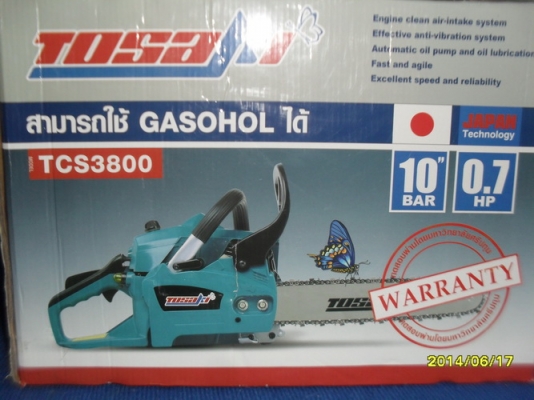 TOSAKI
Engine clean air-intake system
Effective anti-vibration system
Automatic oil pump and oil lubrication
Fast and agile
Excellent speed and reliability
สามารถใช้ GASOHOL ได้
JAPAN
Technology
TCS3800
10"
BAR
0.7
HP
TOSAKI
TOSA
WARRANTY
2014/06/17